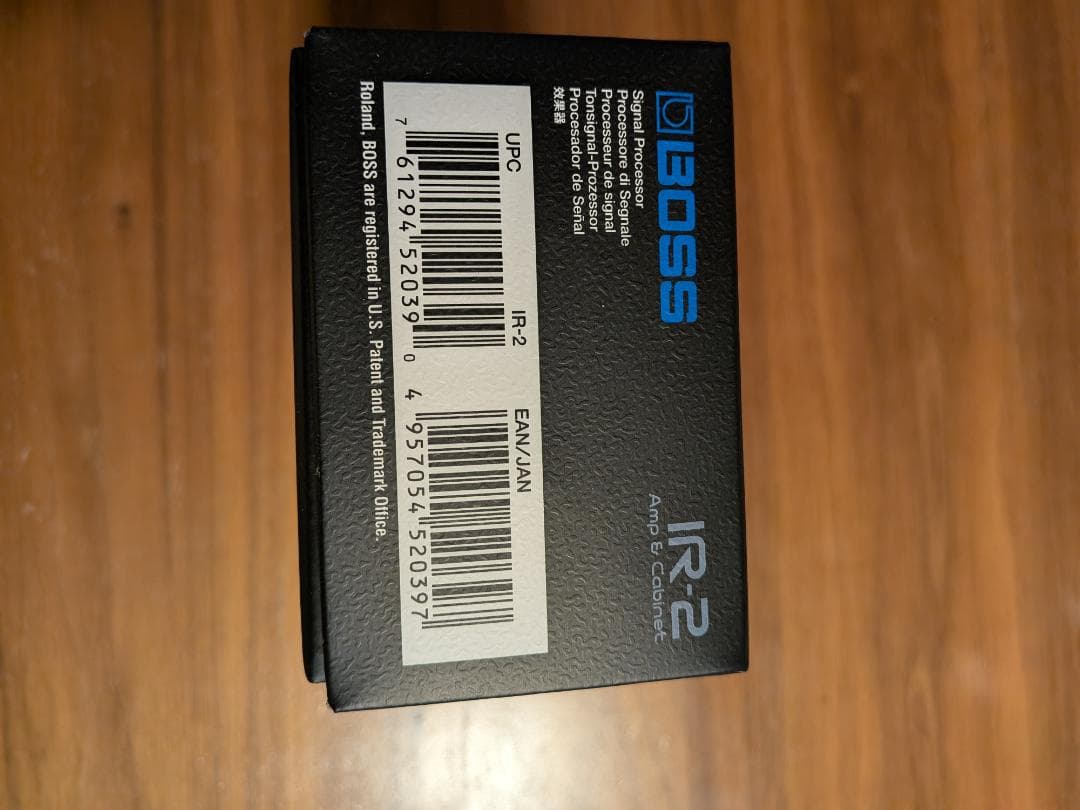 BOSS
IR-2
Amp & Cabinet
Signal Processor
Processore di Segnale
Processeur de signal
Tonsignal-Prozessor
Procesador de Señal
效果器
UPC IR-2 EAN/JAN
7 61294 52039 0 4 957054 520397
Roland, BOSS are registered in U.S. Patent and Trademark Office.